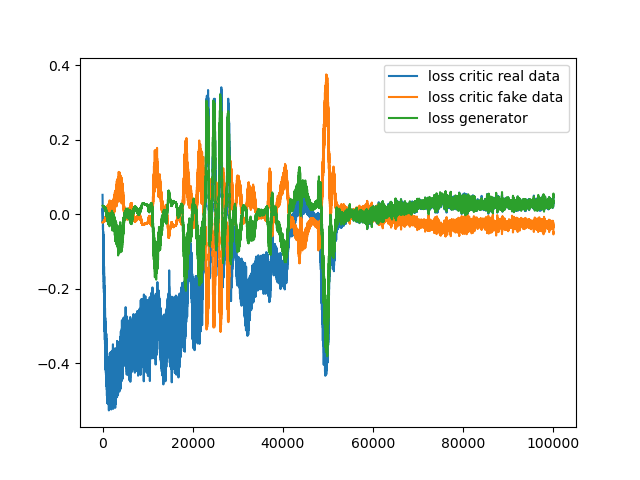 0.4
0.2
0.0
−0.2
−0.4
loss critic real data
loss critic fake data
loss generator
0 20000 40000 60000 80000 100000